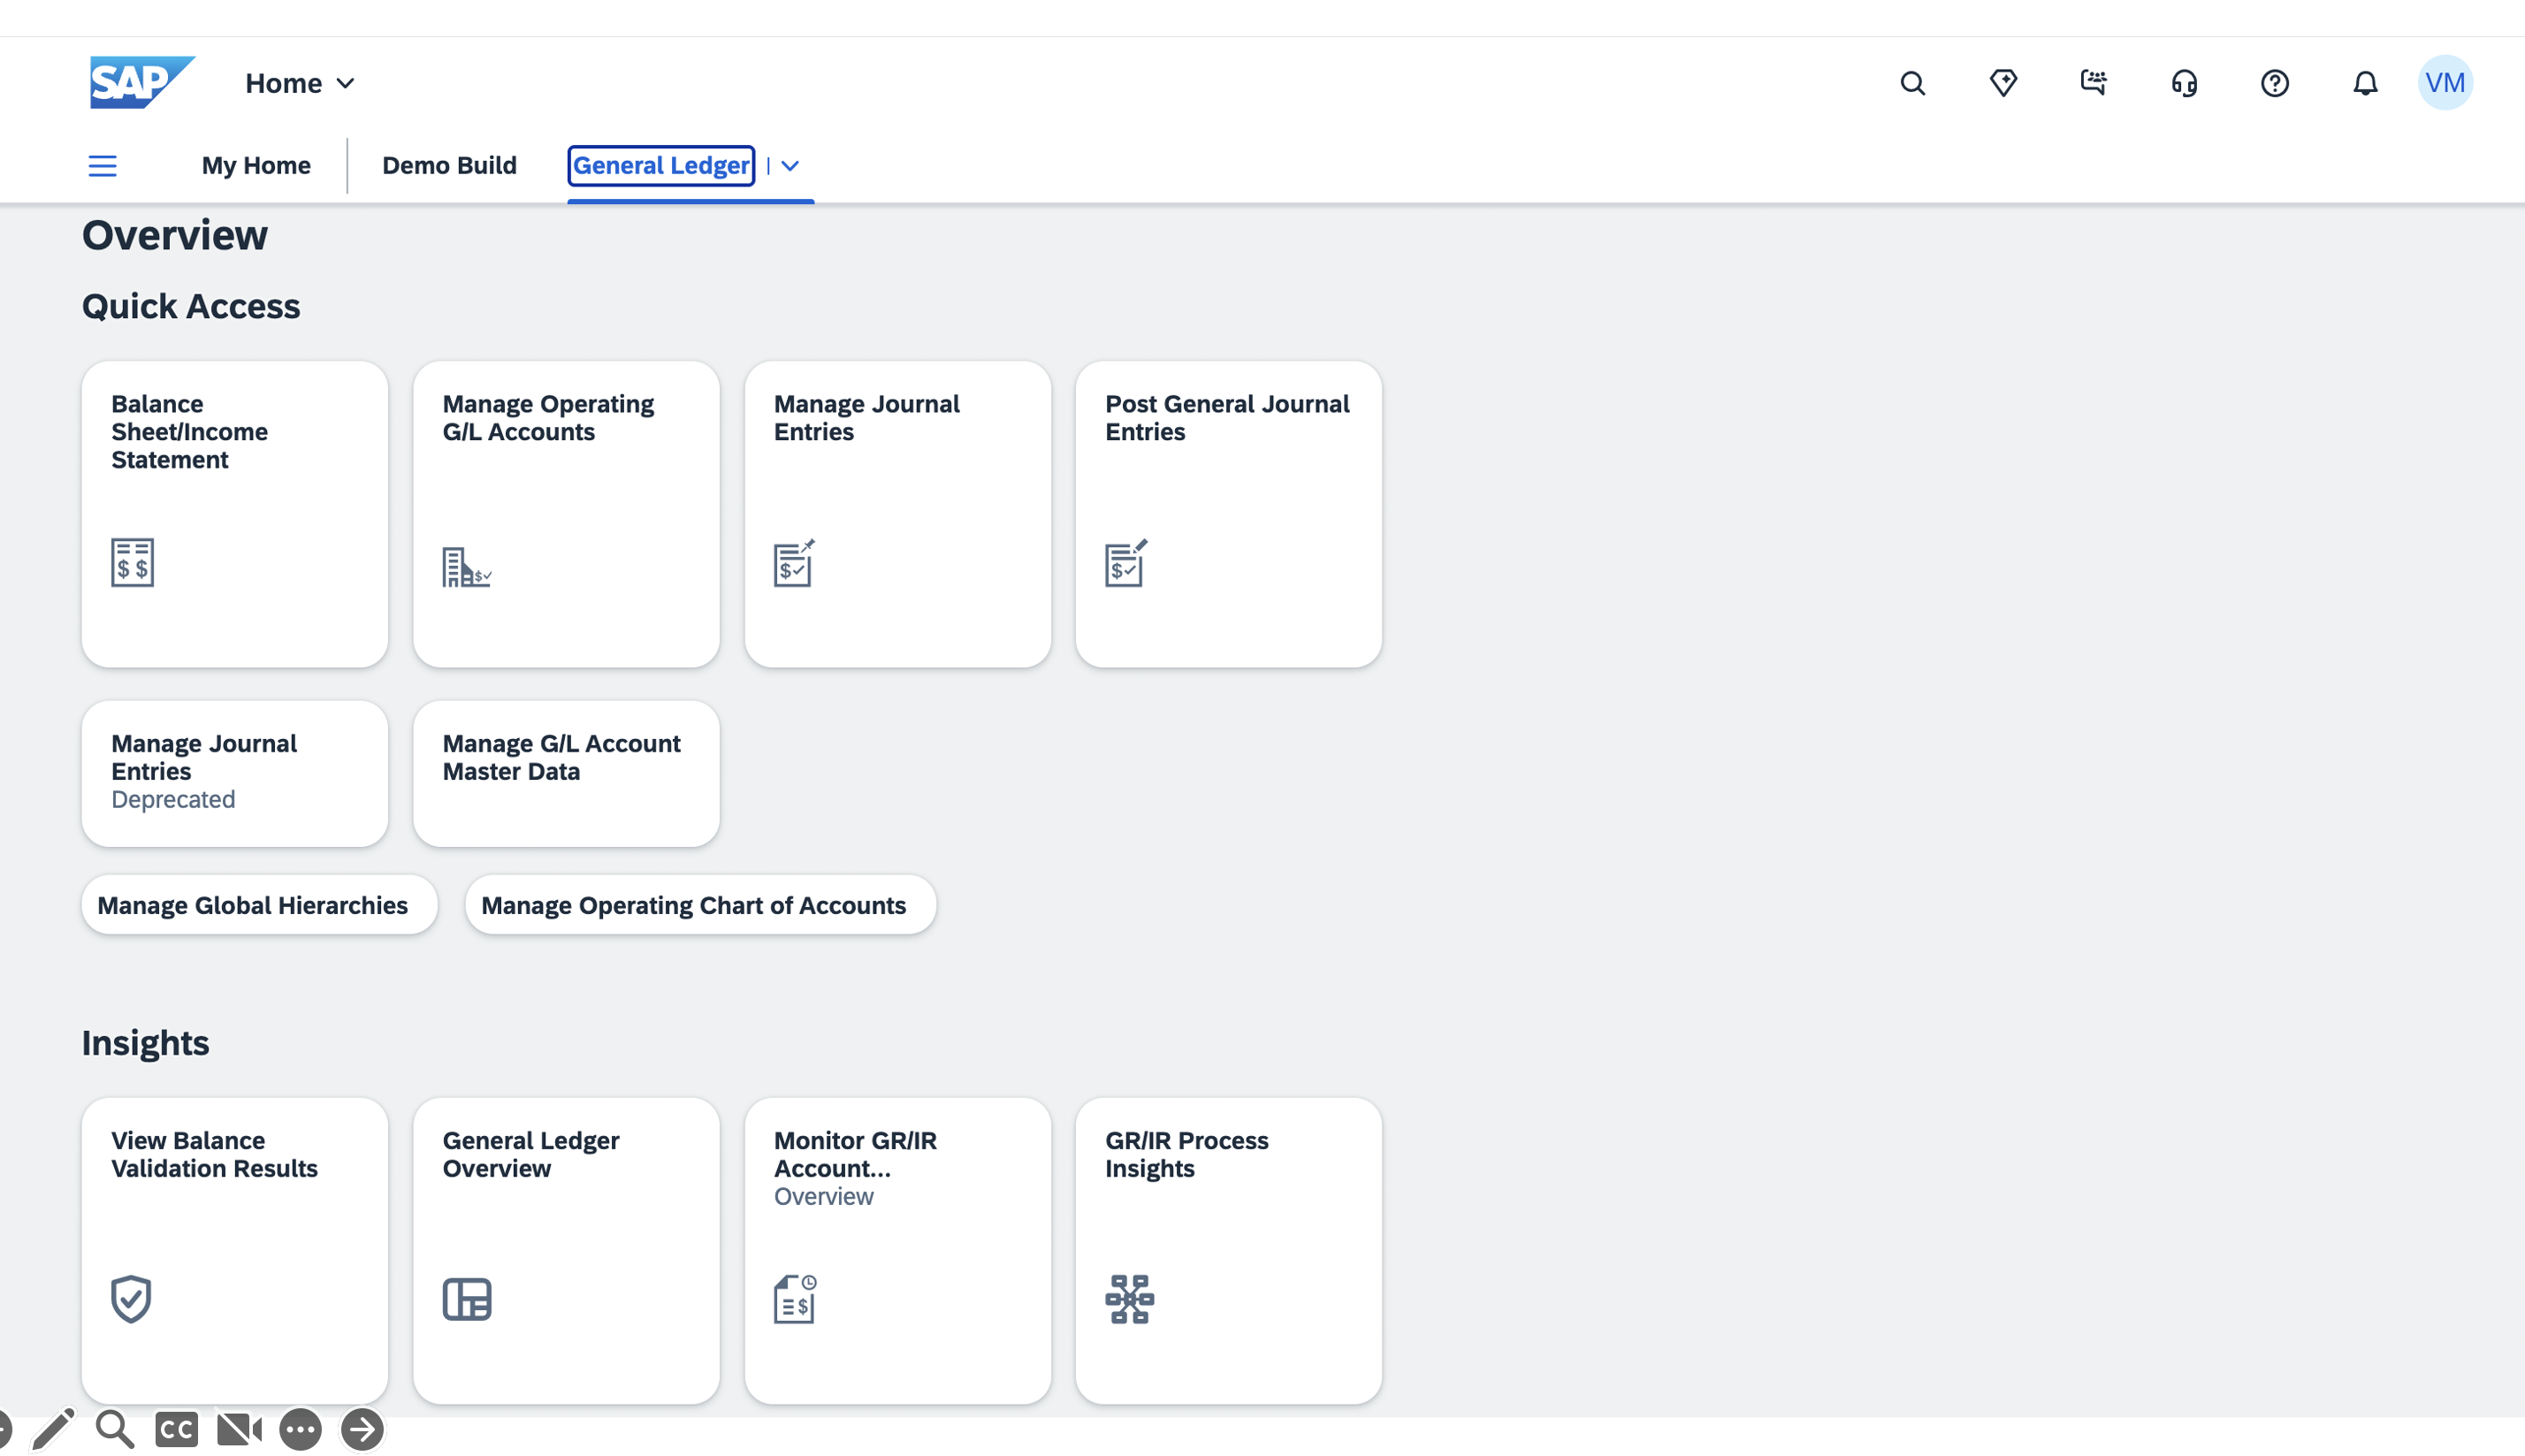 SAP
Home
VM
My Home
Demo Build
General Ledger
Overview
Quick Access
Balance
Sheet/Income
Statement
Manage Operating
G/L Accounts
Manage Journal
Entries
Post General Journal
Entries
Manage Journal
Entries
Deprecated
Manage G/L Account
Master Data
Manage Global Hierarchies
Manage Operating Chart of Accounts
Insights
View Balance
Validation Results
General Ledger
Overview
Monitor GR/IR
Account...
Overview
GR/IR Process
Insights
CC